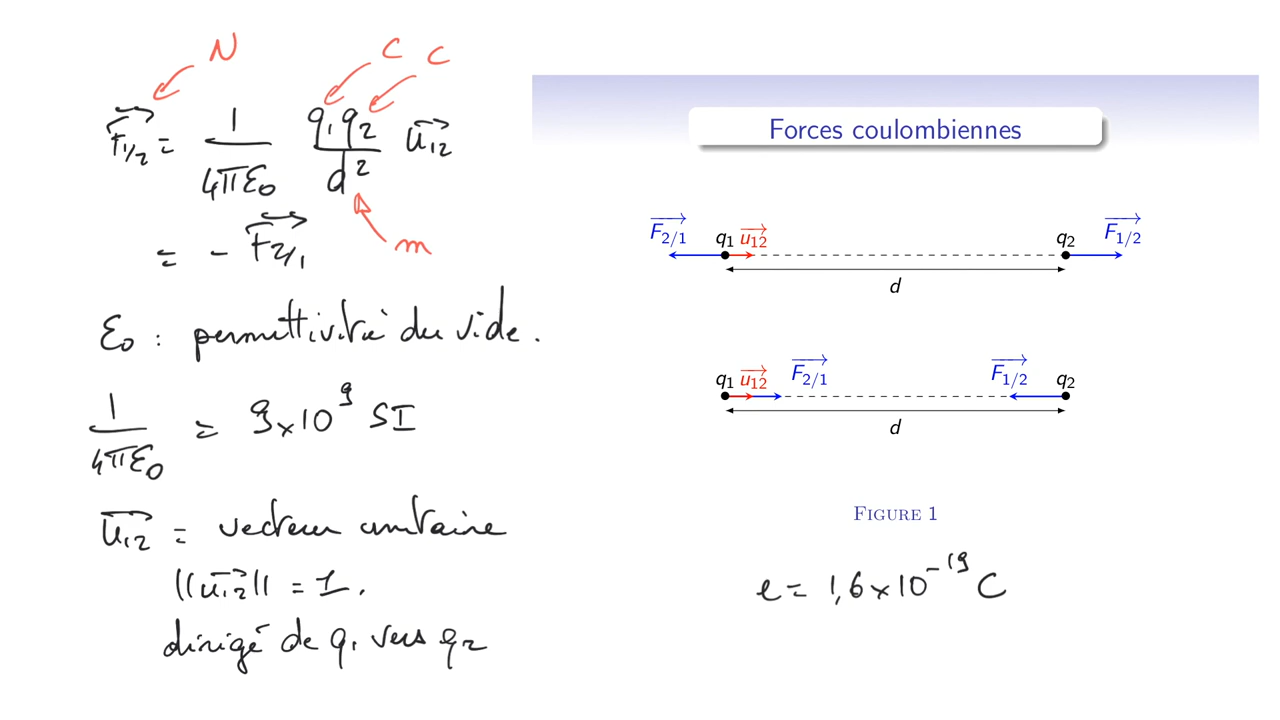 N
C C
F1/2 = 1/(4πε0) q1q2/d² u12
m
= - F2/1
ε0 : permittivité du vide.
1/(4πε0) = 9×10⁹ SI
u12 = vecteur unitaire
||u12|| = 1.
dirigé de q1 vers q2
Forces coulombiennes
F2/1 q1 u12 q2 F1/2
d
q1 u12 F2/1 F1/2 q2
d
FIGURE 1
e = 1,6×10⁻¹⁹ C